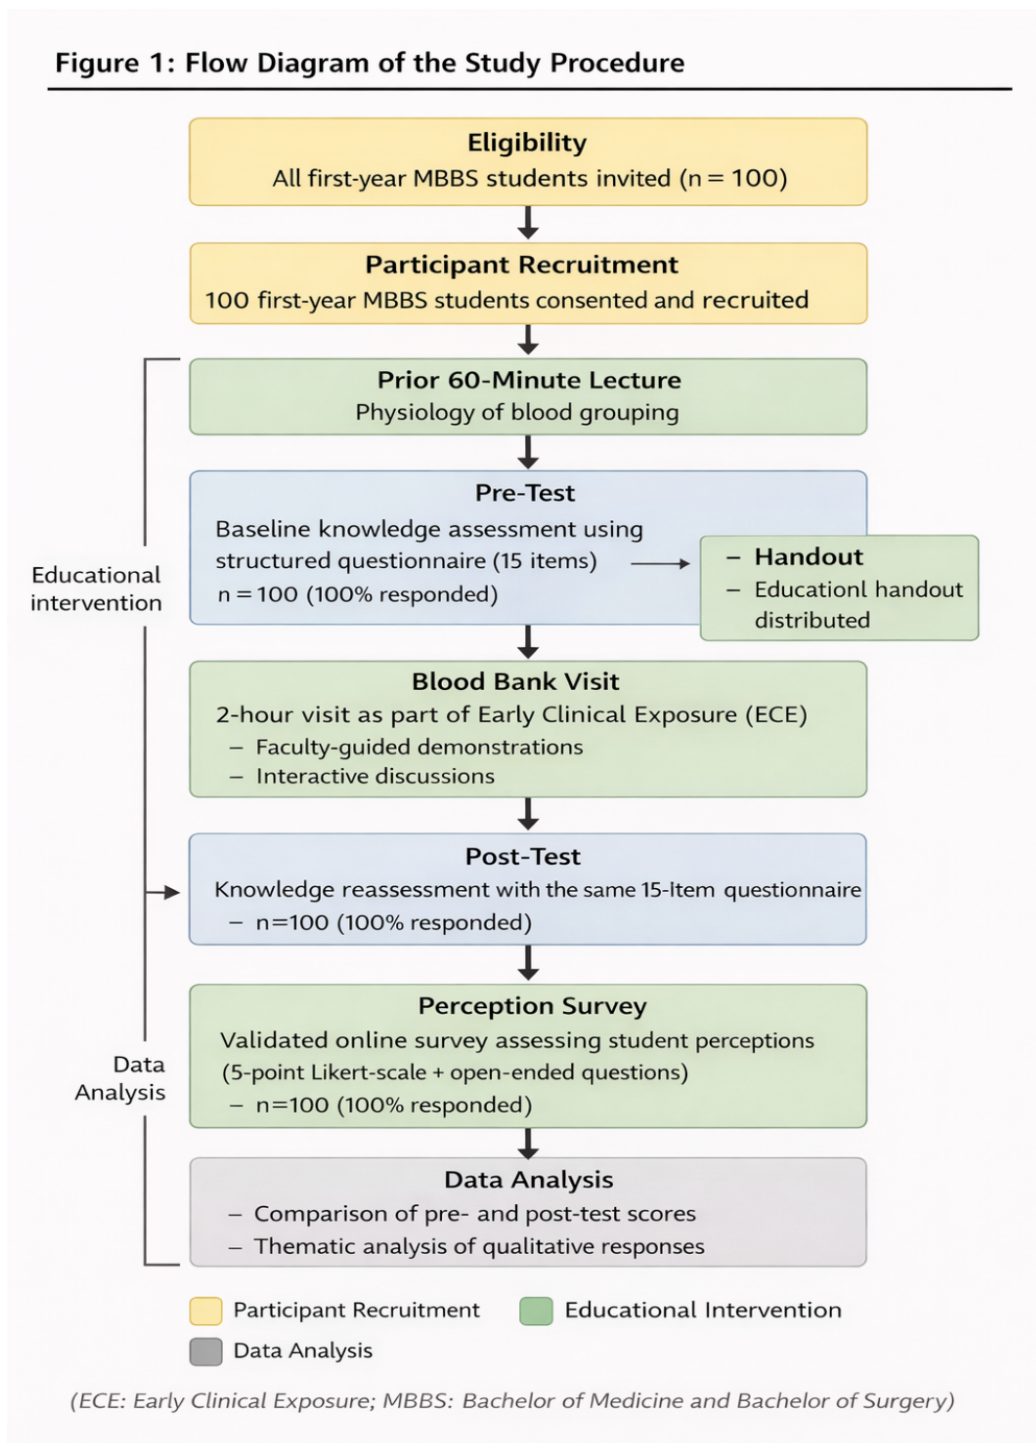 Figure 1: Flow Diagram of the Study Procedure
Eligibility
All first-year MBBS students invited (n = 100)
Participant Recruitment
100 first-year MBBS students consented and recruited
Prior 60-Minute Lecture
Physiology of blood grouping
Pre-Test
Baseline knowledge assessment using
structured questionnaire (15 items)
n = 100 (100% responded)
– Handout
– Educationl handout
distributed
Educational
intervention
Blood Bank Visit
2-hour visit as part of Early Clinical Exposure (ECE)
– Faculty-guided demonstrations
– Interactive discussions
Post-Test
Knowledge reassessment with the same 15-Item questionnaire
– n=100 (100% responded)
Perception Survey
Validated online survey assessing student perceptions
(5-point Likert-scale + open-ended questions)
– n=100 (100% responded)
Data
Analysis
Data Analysis
– Comparison of pre- and post-test scores
– Thematic analysis of qualitative responses
Participant Recruitment
Educational Intervention
Data Analysis
(ECE: Early Clinical Exposure; MBBS: Bachelor of Medicine and Bachelor of Surgery)